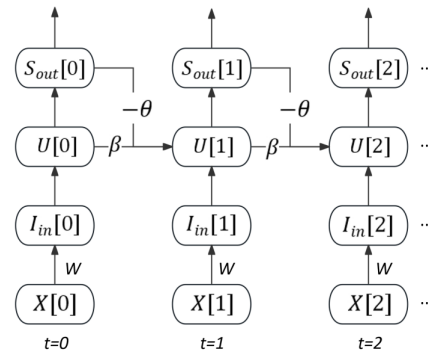 S_out[0] S_out[1] S_out[2] ..
−θ −θ
U[0] β U[1] β U[2] ..
I_in[0] I_in[1] I_in[2] ..
W W W
X[0] X[1] X[2] ..
t=0 t=1 t=2